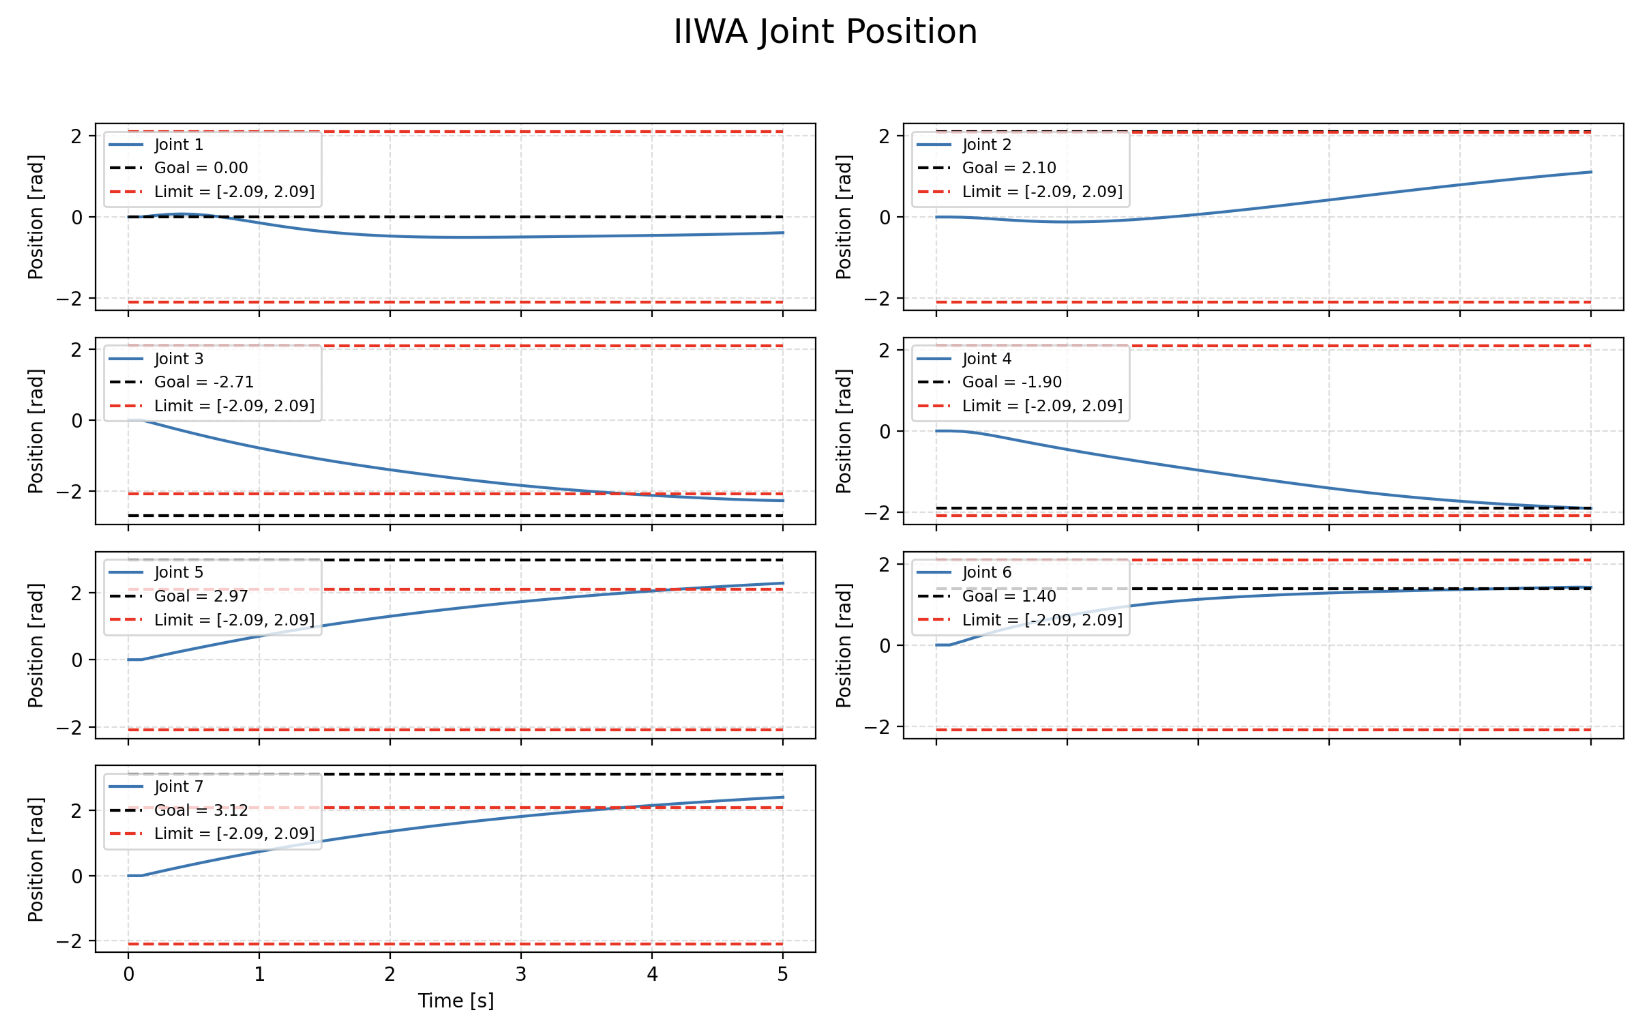 IIWA Joint Position
Position [rad]
2
0
−2
Joint 1
Goal = 0.00
Limit = [-2.09, 2.09]
Position [rad]
2
0
−2
Joint 2
Goal = 2.10
Limit = [-2.09, 2.09]
Position [rad]
2
0
−2
Joint 3
Goal = -2.71
Limit = [-2.09, 2.09]
Position [rad]
2
0
−2
Joint 4
Goal = -1.90
Limit = [-2.09, 2.09]
Position [rad]
2
0
−2
Joint 5
Goal = 2.97
Limit = [-2.09, 2.09]
Position [rad]
2
0
−2
Joint 6
Goal = 1.40
Limit = [-2.09, 2.09]
Position [rad]
2
0
−2
Joint 7
Goal = 3.12
Limit = [-2.09, 2.09]
0 1 2 3 4 5
Time [s]